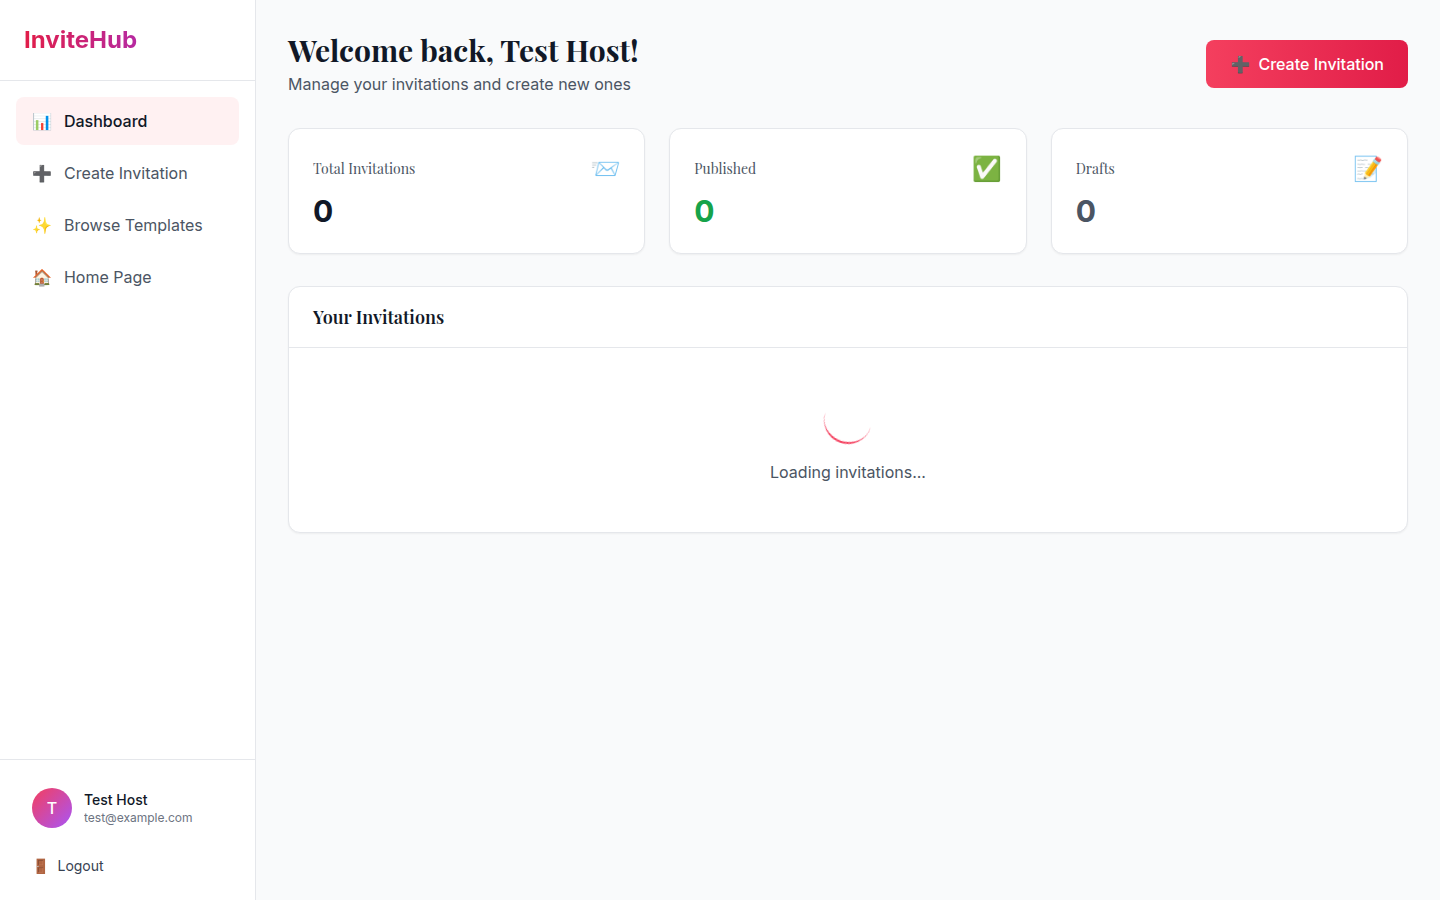 InviteHub
Dashboard
Create Invitation
Browse Templates
Home Page
Test Host
T
test@example.com
Logout
Welcome back, Test Host!
Manage your invitations and create new ones
Create Invitation
Total Invitations
0
Published
0
Drafts
0
Your Invitations
Loading invitations...